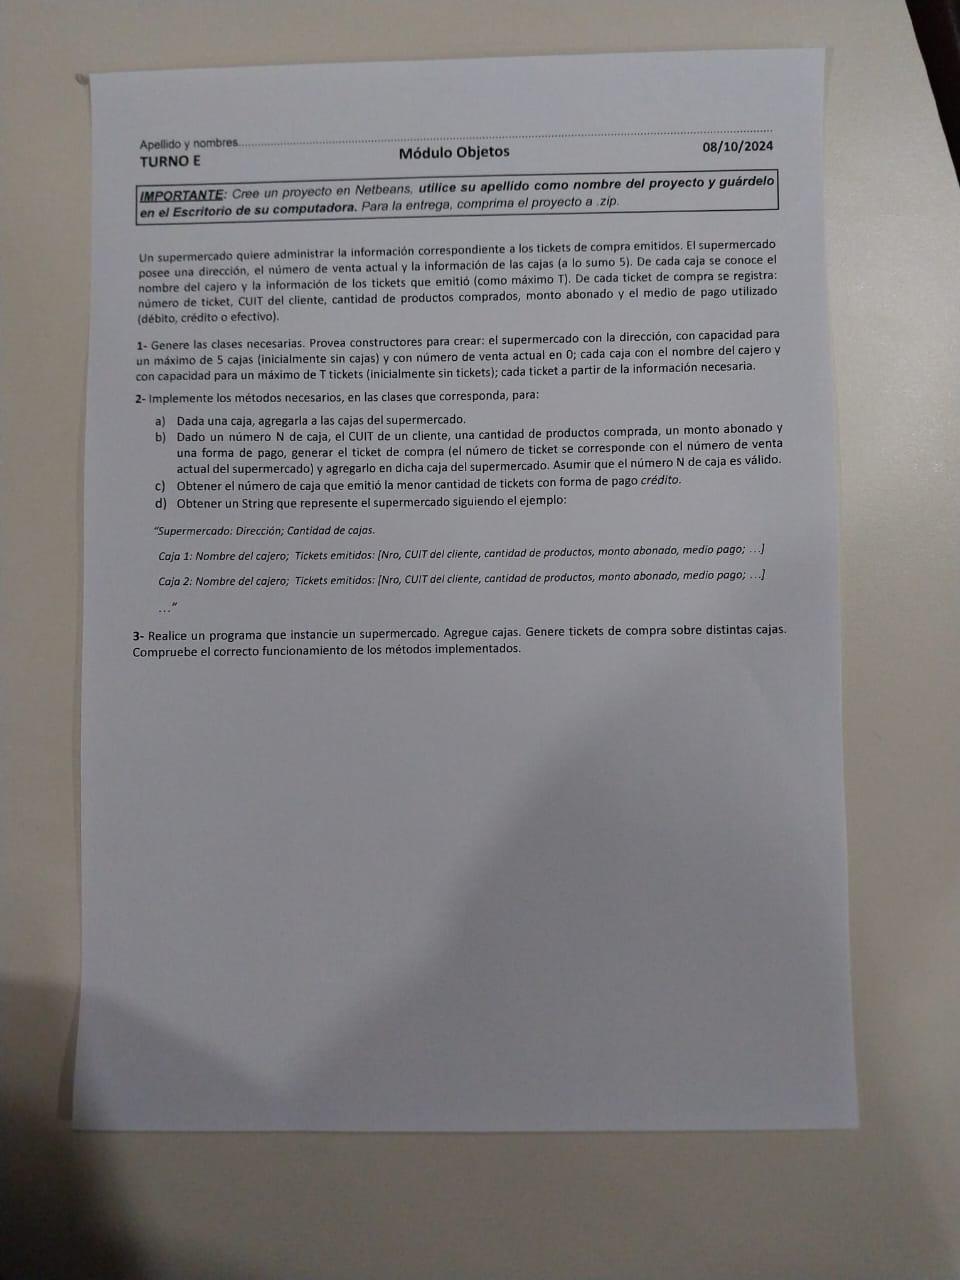 Apellido y nombres................................................................
TURNO E
Módulo Objetos
08/10/2024
IMPORTANTE: Cree un proyecto en Netbeans, utilice su apellido como nombre del proyecto y guárdelo
en el Escritorio de su computadora. Para la entrega, comprima el proyecto a .zip.
Un supermercado quiere administrar la información correspondiente a los tickets de compra emitidos. El supermercado
posee una dirección, el número de venta actual y la información de las cajas (a lo sumo 5). De cada caja se conoce el
nombre del cajero y la información de los tickets que emitió (como máximo T). De cada ticket de compra se registra:
número de ticket, CUIT del cliente, cantidad de productos comprados, monto abonado y el medio de pago utilizado
(débito, crédito o efectivo).
1- Genere las clases necesarias. Provea constructores para crear: el supermercado con la dirección, con capacidad para
un máximo de 5 cajas (inicialmente sin cajas) y con número de venta actual en 0; cada caja con el nombre del cajero y
con capacidad para un máximo de T tickets (inicialmente sin tickets); cada ticket a partir de la información necesaria.
2- Implemente los métodos necesarios, en las clases que corresponda, para:
a) Dada una caja, agregarla a las cajas del supermercado.
b) Dado un número N de caja, el CUIT de un cliente, una cantidad de productos comprada, un monto abonado y
una forma de pago, generar el ticket de compra (el número de ticket se corresponde con el número de venta
actual del supermercado) y agregarlo en dicha caja del supermercado. Asumir que el número N de caja es válido.
c) Obtener el número de caja que emitió la menor cantidad de tickets con forma de pago crédito.
d) Obtener un String que represente el supermercado siguiendo el ejemplo:
"Supermercado: Dirección; Cantidad de cajas.
Caja 1: Nombre del cajero; Tickets emitidos: [Nro, CUIT del cliente, cantidad de productos, monto abonado, medio pago; ...]
Caja 2: Nombre del cajero; Tickets emitidos: [Nro, CUIT del cliente, cantidad de productos, monto abonado, medio pago; ...]
..."
3- Realice un programa que instancie un supermercado. Agregue cajas. Genere tickets de compra sobre distintas cajas.
Compruebe el correcto funcionamiento de los métodos implementados.